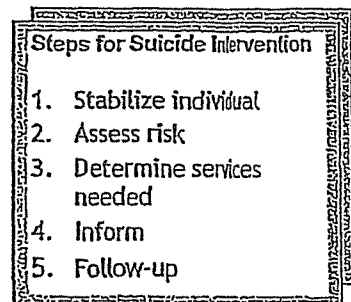 Steps for Suicide Intervention
1. Stabilize individual
2. Assess risk
3. Determine services
needed
4. Inform
5. Follow-up